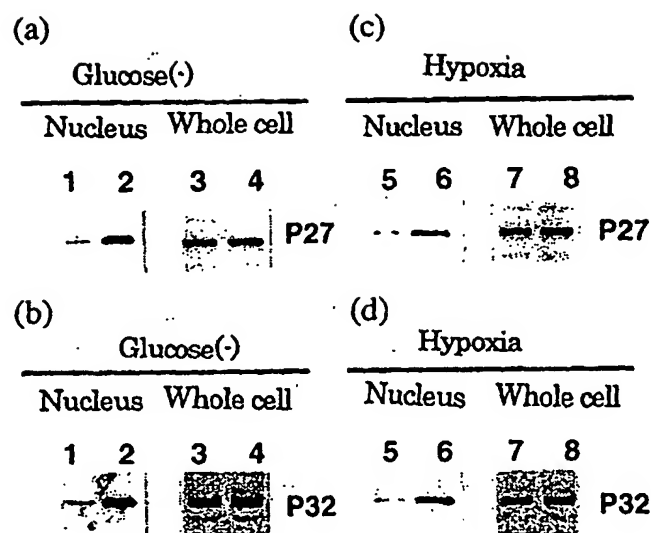 (a)
Glucose(-)
Nucleus Whole cell
1 2 3 4
P27
(c)
Hypoxia
Nucleus Whole cell
5 6 7 8
P27
(b)
Glucose(-)
Nucleus Whole cell
1 2 3 4
P32
(d)
Hypoxia
Nucleus Whole cell
5 6 7 8
P32